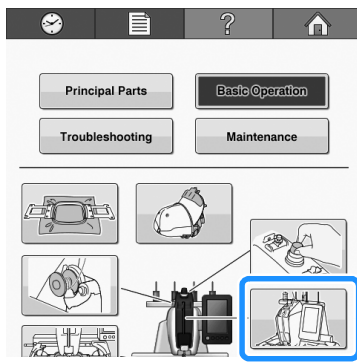 ?
Principal Parts
Basic Operation
Troubleshooting
Maintenance